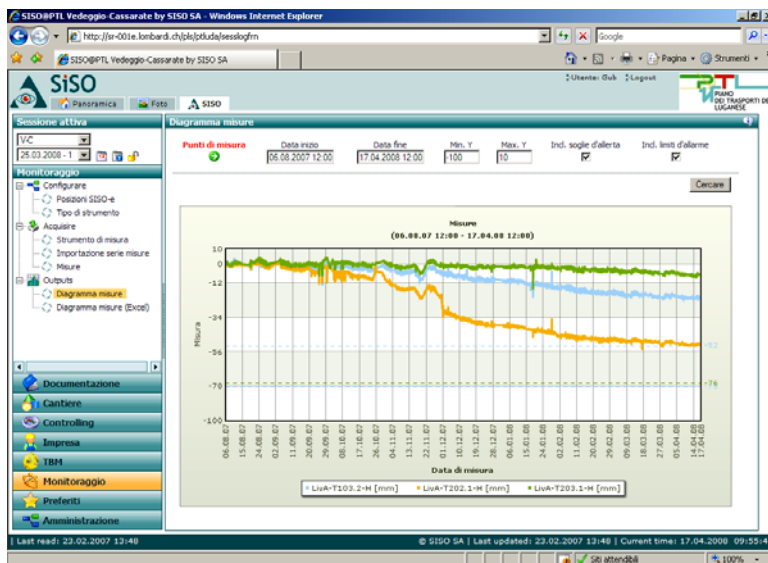 SISO@PTL Vedeggio-Cassarate by SISO SA - Windows Internet Explorer
http://sr-001e.lombardi.ch/pls/ptluda/sesslogfrn
Google
SISO@PTL Vedeggio-Cassarate by SISO SA
Pagina
Strumenti
SiSO
Utente: Gub
Logout
PTL
PIANO
DEI TRASPORTI DEL
LUGANESE
Panoramica
Foto
SISO
Sessione attiva
V-C
25.03.2008 - 1
Monitoraggio
Configurare
Posizioni SISO-e
Tipo di strumento
Acquisire
Strumento di misura
Importazione serie misure
Misure
Outputs
Diagramma misure
Diagramma misure (Excel)
Documentazione
Cantiere
Controlling
Impresa
TBM
Monitoraggio
Preferiti
Amministrazione
Diagramma misure
Punti di misura
Data inizio
Data fine
Min. Y
Max. Y
Ind. soglie d'allerta
Ind. limiti d'allarme
06.08.2007 12:00
17.04.2008 12:00
-100
10
Cercare
Misure
(06.08.07 12:00 - 17.04.08 12:00)
10
0
-12
-34
-56
-70
-100
Misura
-53
-76
06.08.07
15.08.07
24.08.07
02.09.07
11.09.07
20.09.07
29.09.07
08.10.07
17.10.07
26.10.07
04.11.07
13.11.07
22.11.07
01.12.07
10.12.07
19.12.07
28.12.07
06.01.08
15.01.08
24.01.08
02.02.08
11.02.08
20.02.08
29.02.08
09.03.08
18.03.08
27.03.08
05.04.08
14.04.08
17.04.08
Data di misura
LivA-T103.2-H [mm]
LivA-T202.1-H [mm]
LivA-T203.1-H [mm]
Last read: 23.02.2007 13:48
© SISO SA | Last updated: 23.02.2007 13:48 | Current time: 17.04.2008 09:55:4
Siti attendibili
100%